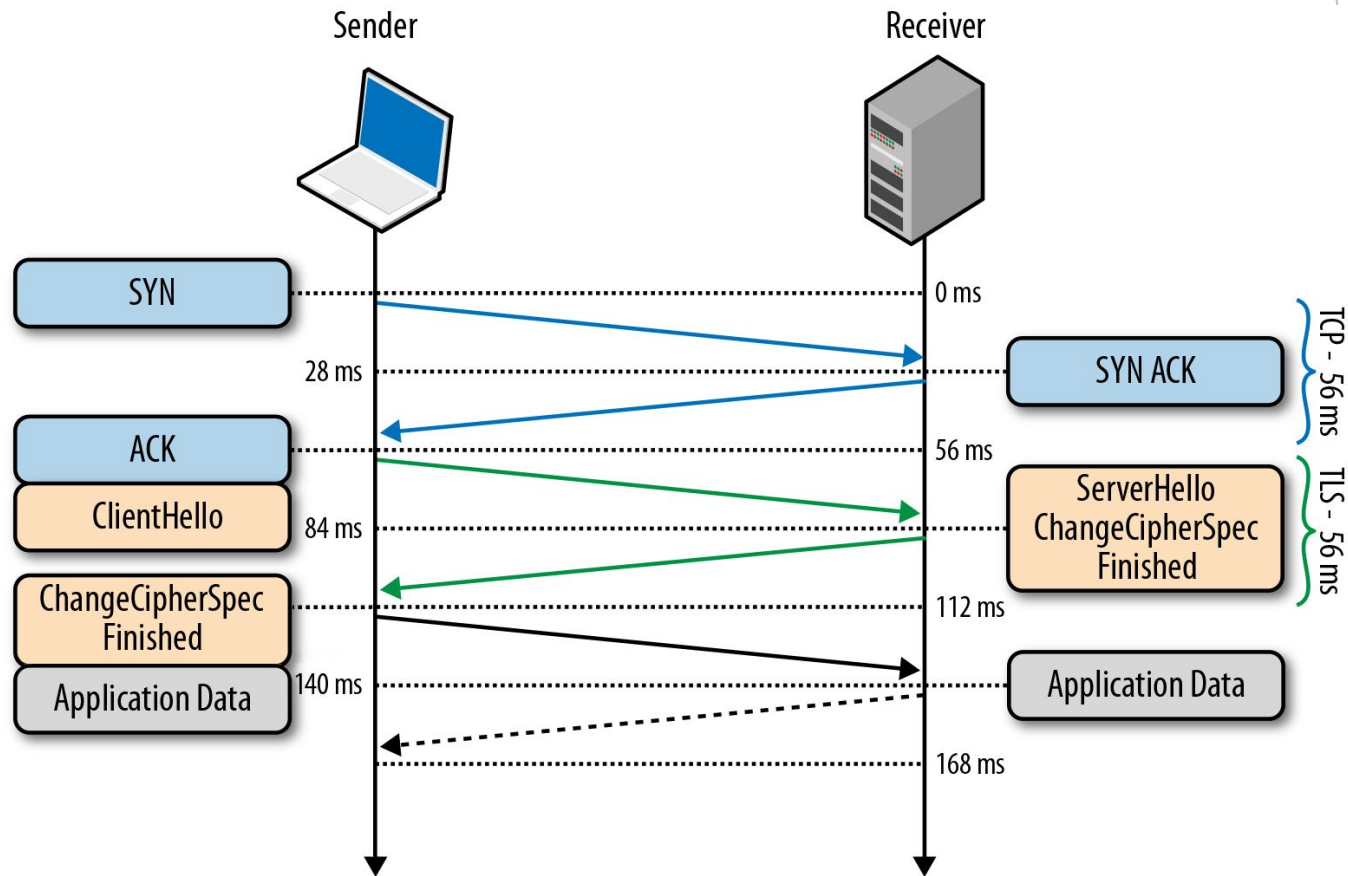 Sender
Receiver
SYN
0 ms
28 ms
SYN ACK
TCP - 56 ms
ACK
56 ms
ClientHello
84 ms
ServerHello
ChangeCipherSpec
Finished
TLS - 56 ms
ChangeCipherSpec
Finished
112 ms
Application Data
140 ms
Application Data
168 ms